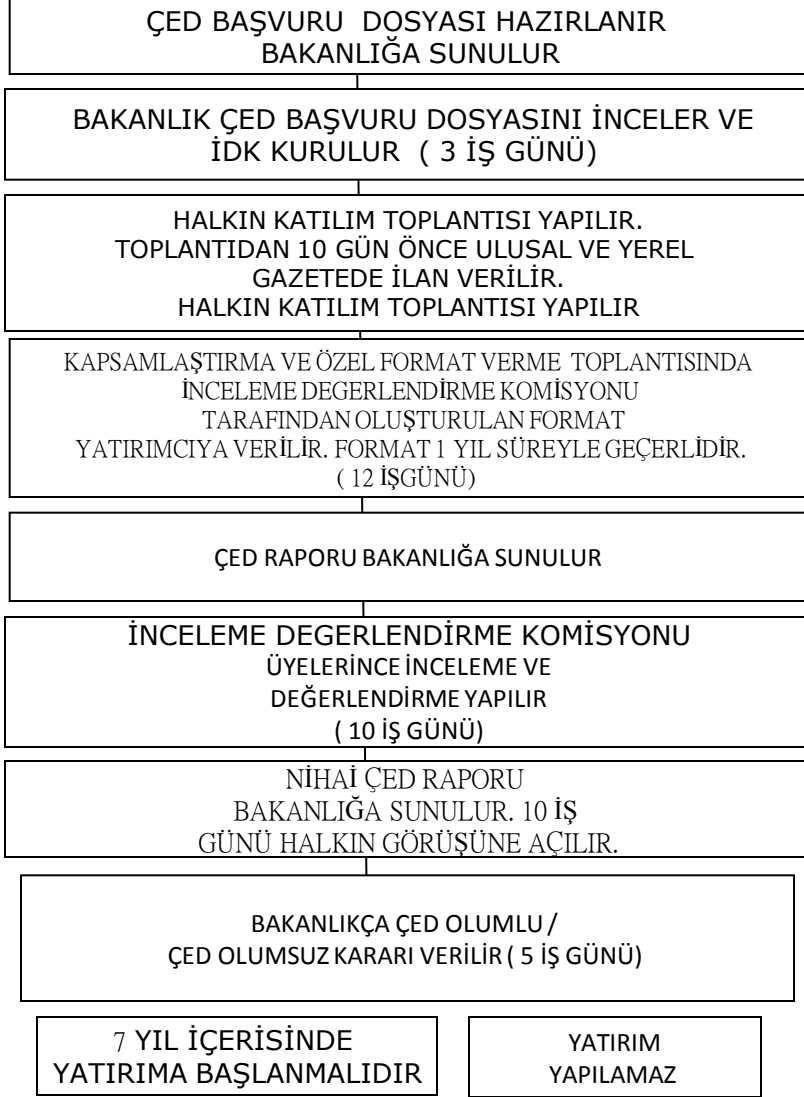 ÇED BAŞVURU DOSYASI HAZIRLANIR
BAKANLIĞA SUNULUR
BAKANLIK ÇED BAŞVURU DOSYASINI İNCELER VE
İDK KURULUR ( 3 İŞ GÜNÜ)
HALKIN KATILIM TOPLANTISI YAPILIR.
TOPLANTIDAN 10 GÜN ÖNCE ULUSAL VE YEREL
GAZETEDE İLAN VERİLİR.
HALKIN KATILIM TOPLANTISI YAPILIR
KAPSAMLAŞTIRMA VE ÖZEL FORMAT VERME TOPLANTISINDA
İNCELEME DEGERLENDİRME KOMİSYONU
TARAFINDAN OLUŞTURULAN FORMAT
YATIRIMCIYA VERİLİR. FORMAT 1 YIL SÜREYLE GEÇERLİDİR.
( 12 İŞGÜNÜ)
ÇED RAPORU BAKANLIĞA SUNULUR
İNCELEME DEGERLENDİRME KOMİSYONU
ÜYELERİNCE İNCELEME VE
DEĞERLENDİRME YAPILIR
( 10 İŞ GÜNÜ)
NİHAİ ÇED RAPORU
BAKANLIĞA SUNULUR. 10 İŞ
GÜNÜ HALKIN GÖRÜŞÜNE AÇILIR.
BAKANLIKÇA ÇED OLUMLU /
ÇED OLUMSUZ KARARI VERİLİR ( 5 İŞ GÜNÜ)
7 YIL İÇERİSİNDE
YATIRIMA BAŞLANMALIDIR
YATIRIM
YAPILAMAZ